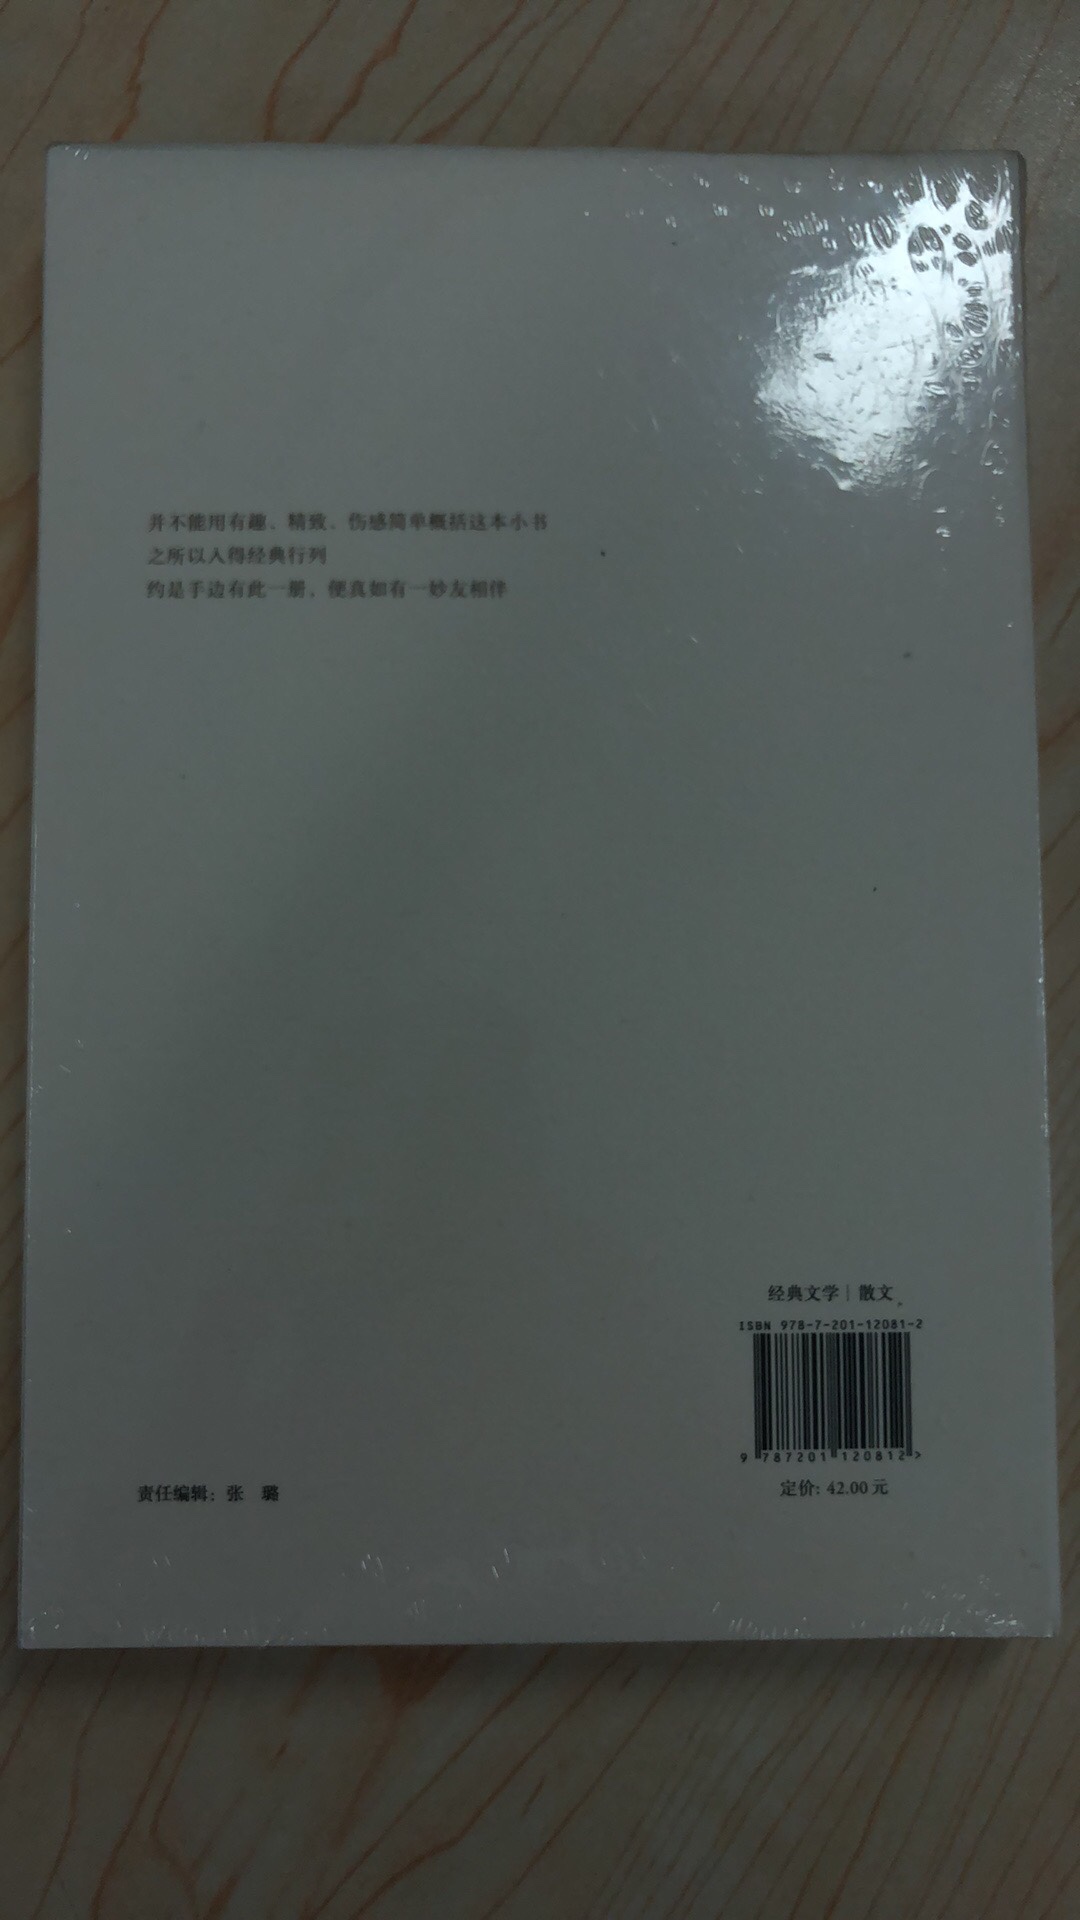 并不能用有趣、精致、伤感简单概括这本小书
之所以入得经典行列
约是手边有此一册，便真如有一妙友相伴
经典文学｜散文
ISBN 978-7-201-12081-2
9 787201 120812 >
定价: 42.00 元
责任编辑：张 璐